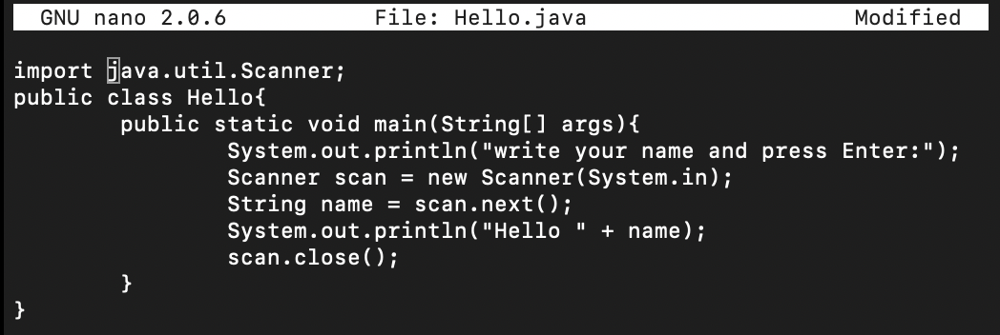 GNU nano 2.0.6 File: Hello.java Modified
import java.util.Scanner;
public class Hello{
        public static void main(String[] args){
                System.out.println("write your name and press Enter:");
                Scanner scan = new Scanner(System.in);
                String name = scan.next();
                System.out.println("Hello " + name);
                scan.close();
        }
}